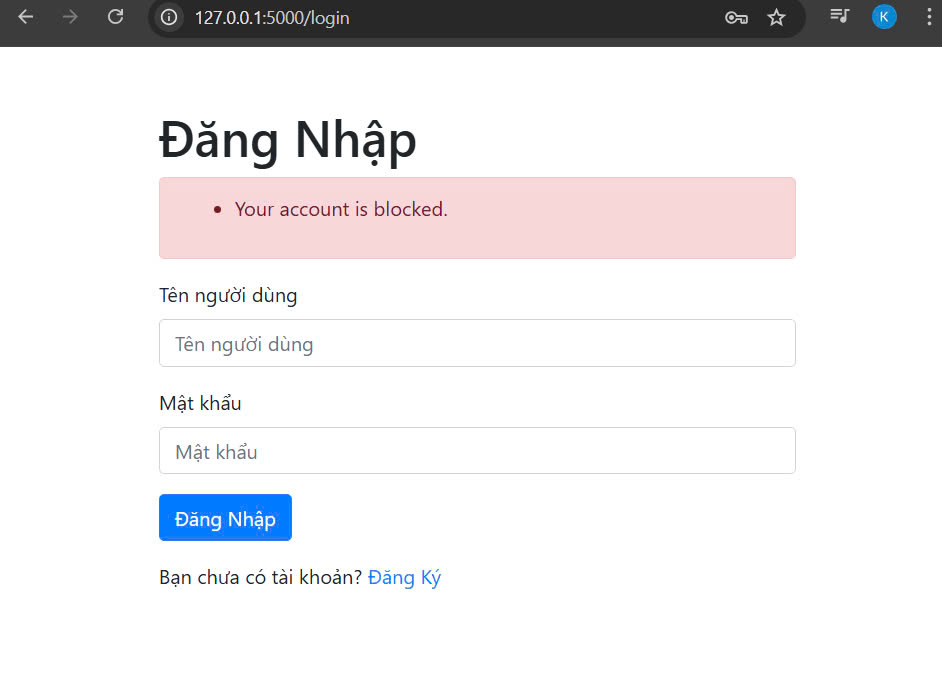 127.0.0.1:5000/login
K
Đăng Nhập
Your account is blocked.
Tên người dùng
Tên người dùng
Mật khẩu
Mật khẩu
Đăng Nhập
Bạn chưa có tài khoản? Đăng Ký